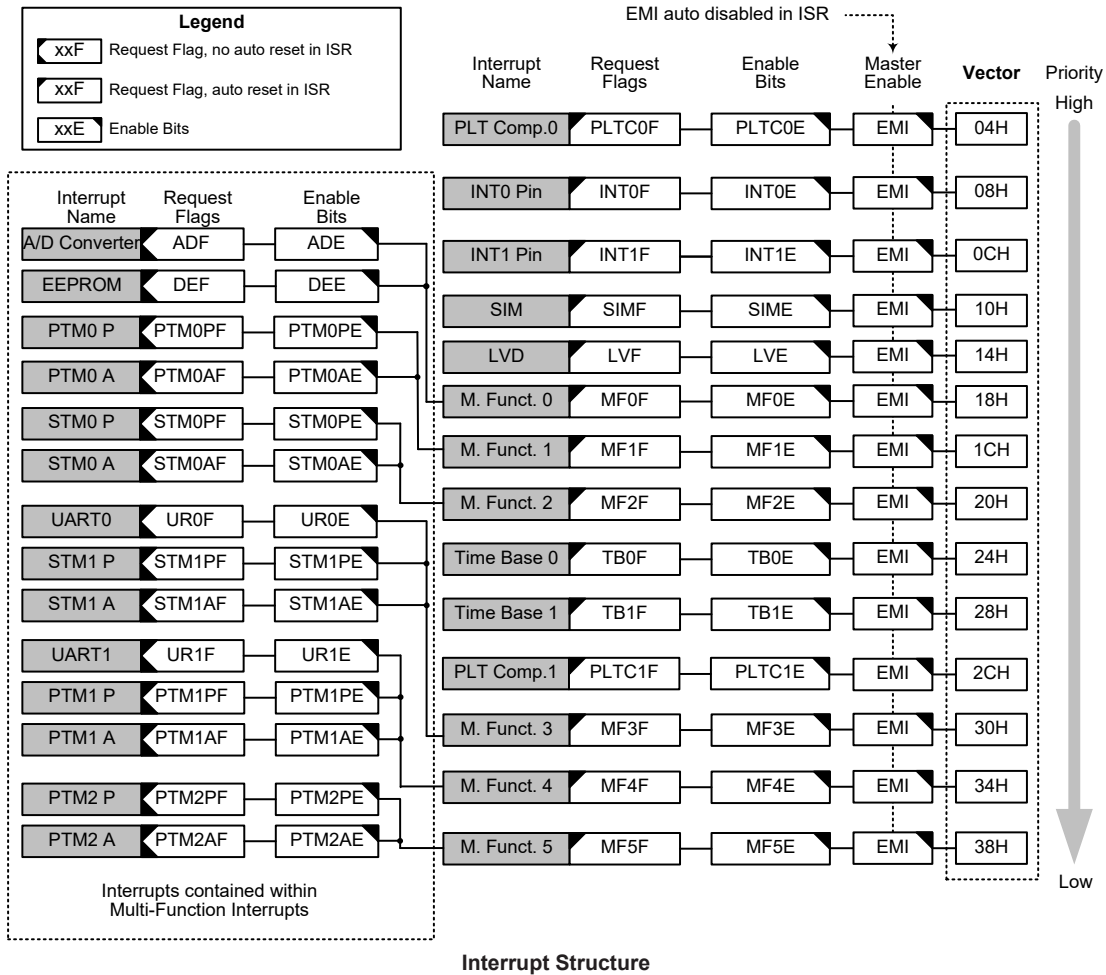 Legend
xxF Request Flag, no auto reset in ISR
xxF Request Flag, auto reset in ISR
xxE Enable Bits
EMI auto disabled in ISR
Interrupt Name Request Flags Enable Bits Master Enable Vector Priority
High
PLT Comp.0 PLTC0F PLTC0E EMI 04H
INT0 Pin INT0F INT0E EMI 08H
INT1 Pin INT1F INT1E EMI 0CH
SIM SIMF SIME EMI 10H
LVD LVF LVE EMI 14H
M. Funct. 0 MF0F MF0E EMI 18H
M. Funct. 1 MF1F MF1E EMI 1CH
M. Funct. 2 MF2F MF2E EMI 20H
Time Base 0 TB0F TB0E EMI 24H
Time Base 1 TB1F TB1E EMI 28H
PLT Comp.1 PLTC1F PLTC1E EMI 2CH
M. Funct. 3 MF3F MF3E EMI 30H
M. Funct. 4 MF4F MF4E EMI 34H
M. Funct. 5 MF5F MF5E EMI 38H
Low
Interrupt Name Request Flags Enable Bits
A/D Converter ADF ADE
EEPROM DEF DEE
PTM0 P PTM0PF PTM0PE
PTM0 A PTM0AF PTM0AE
STM0 P STM0PF STM0PE
STM0 A STM0AF STM0AE
UART0 UR0F UR0E
STM1 P STM1PF STM1PE
STM1 A STM1AF STM1AE
UART1 UR1F UR1E
PTM1 P PTM1PF PTM1PE
PTM1 A PTM1AF PTM1AE
PTM2 P PTM2PF PTM2PE
PTM2 A PTM2AF PTM2AE
Interrupts contained within
Multi-Function Interrupts
Interrupt Structure